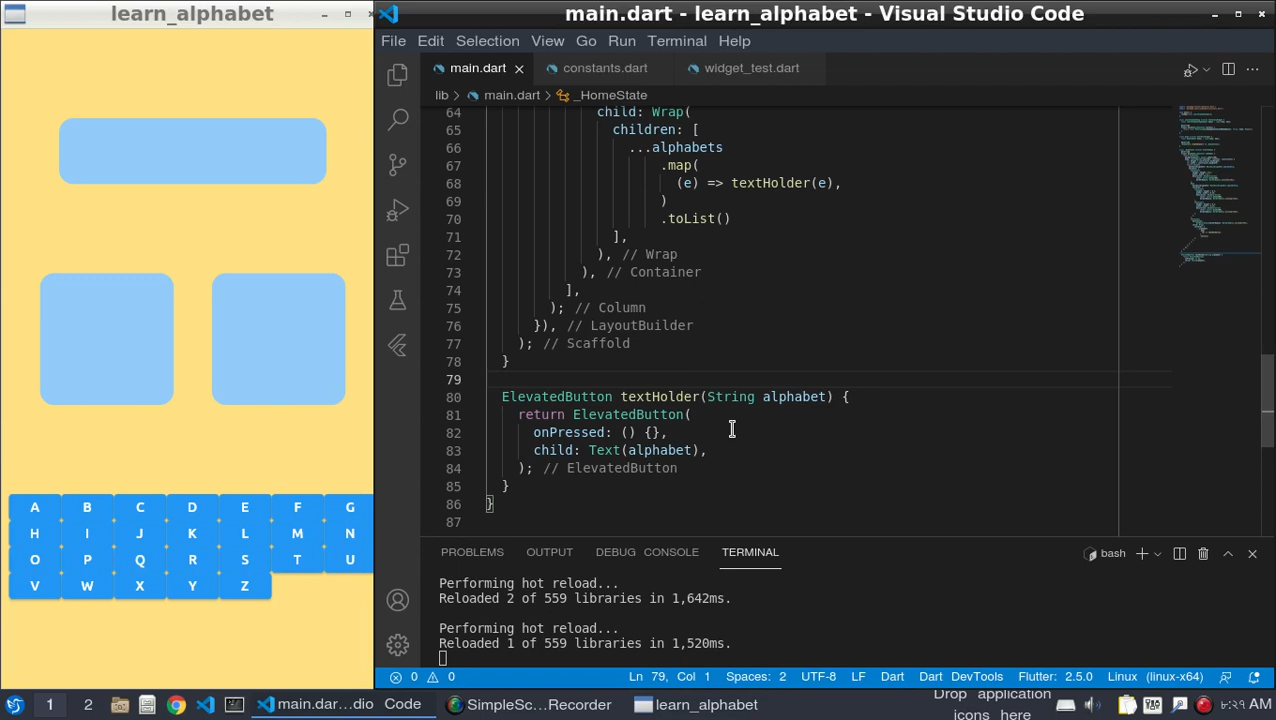 learn_alphabet
main.dart - learn_alphabet - Visual Studio Code
File Edit Selection View Go Run Terminal Help
main.dart constants.dart widget_test.dart
lib main.dart _HomeState
64 child: Wrap(
65 children: [
66 ...alphabets
67 .map(
68 (e) => textHolder(e),
69 )
70 .toList()
71 ],
72 ), // Wrap
73 ), // Container
74 ],
75 ); // Column
76 }), // LayoutBuilder
77 ); // Scaffold
78 }
79
80 ElevatedButton textHolder(String alphabet) {
81 return ElevatedButton(
82 onPressed: () {},
83 child: Text(alphabet),
84 ); // ElevatedButton
85 }
86 }
87
A B C D E F G
H I J K L M N
O P Q R S T U
V W X Y Z
PROBLEMS OUTPUT DEBUG CONSOLE TERMINAL bash
Performing hot reload...
Reloaded 2 of 559 libraries in 1,642ms.
Performing hot reload...
Reloaded 1 of 559 libraries in 1,520ms.
0 0 Ln 79, Col 1 Spaces: 2 UTF-8 LF Dart Dart DevTools Flutter: 2.5.0 Linux (linux-x64)
1 2 main.dar...dio Code SimpleSc...Recorder learn_alphabet Drop application icons here